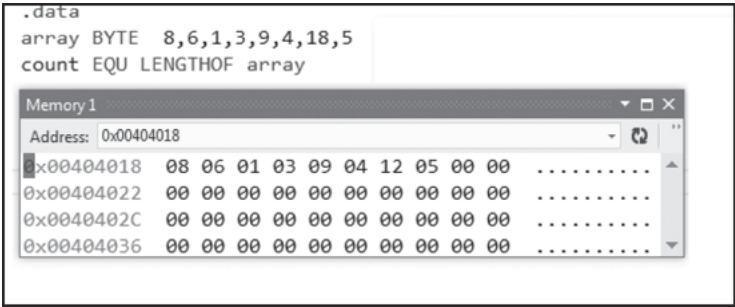 .data
array BYTE  8,6,1,3,9,4,18,5
count EQU LENGTHOF array
Memory 1
Address: 0x00404018
0x00404018  08 06 01 03 09 04 12 05 00 00  ..........
0x00404022  00 00 00 00 00 00 00 00 00 00  ..........
0x0040402C  00 00 00 00 00 00 00 00 00 00  ..........
0x00404036  00 00 00 00 00 00 00 00 00 00  ..........